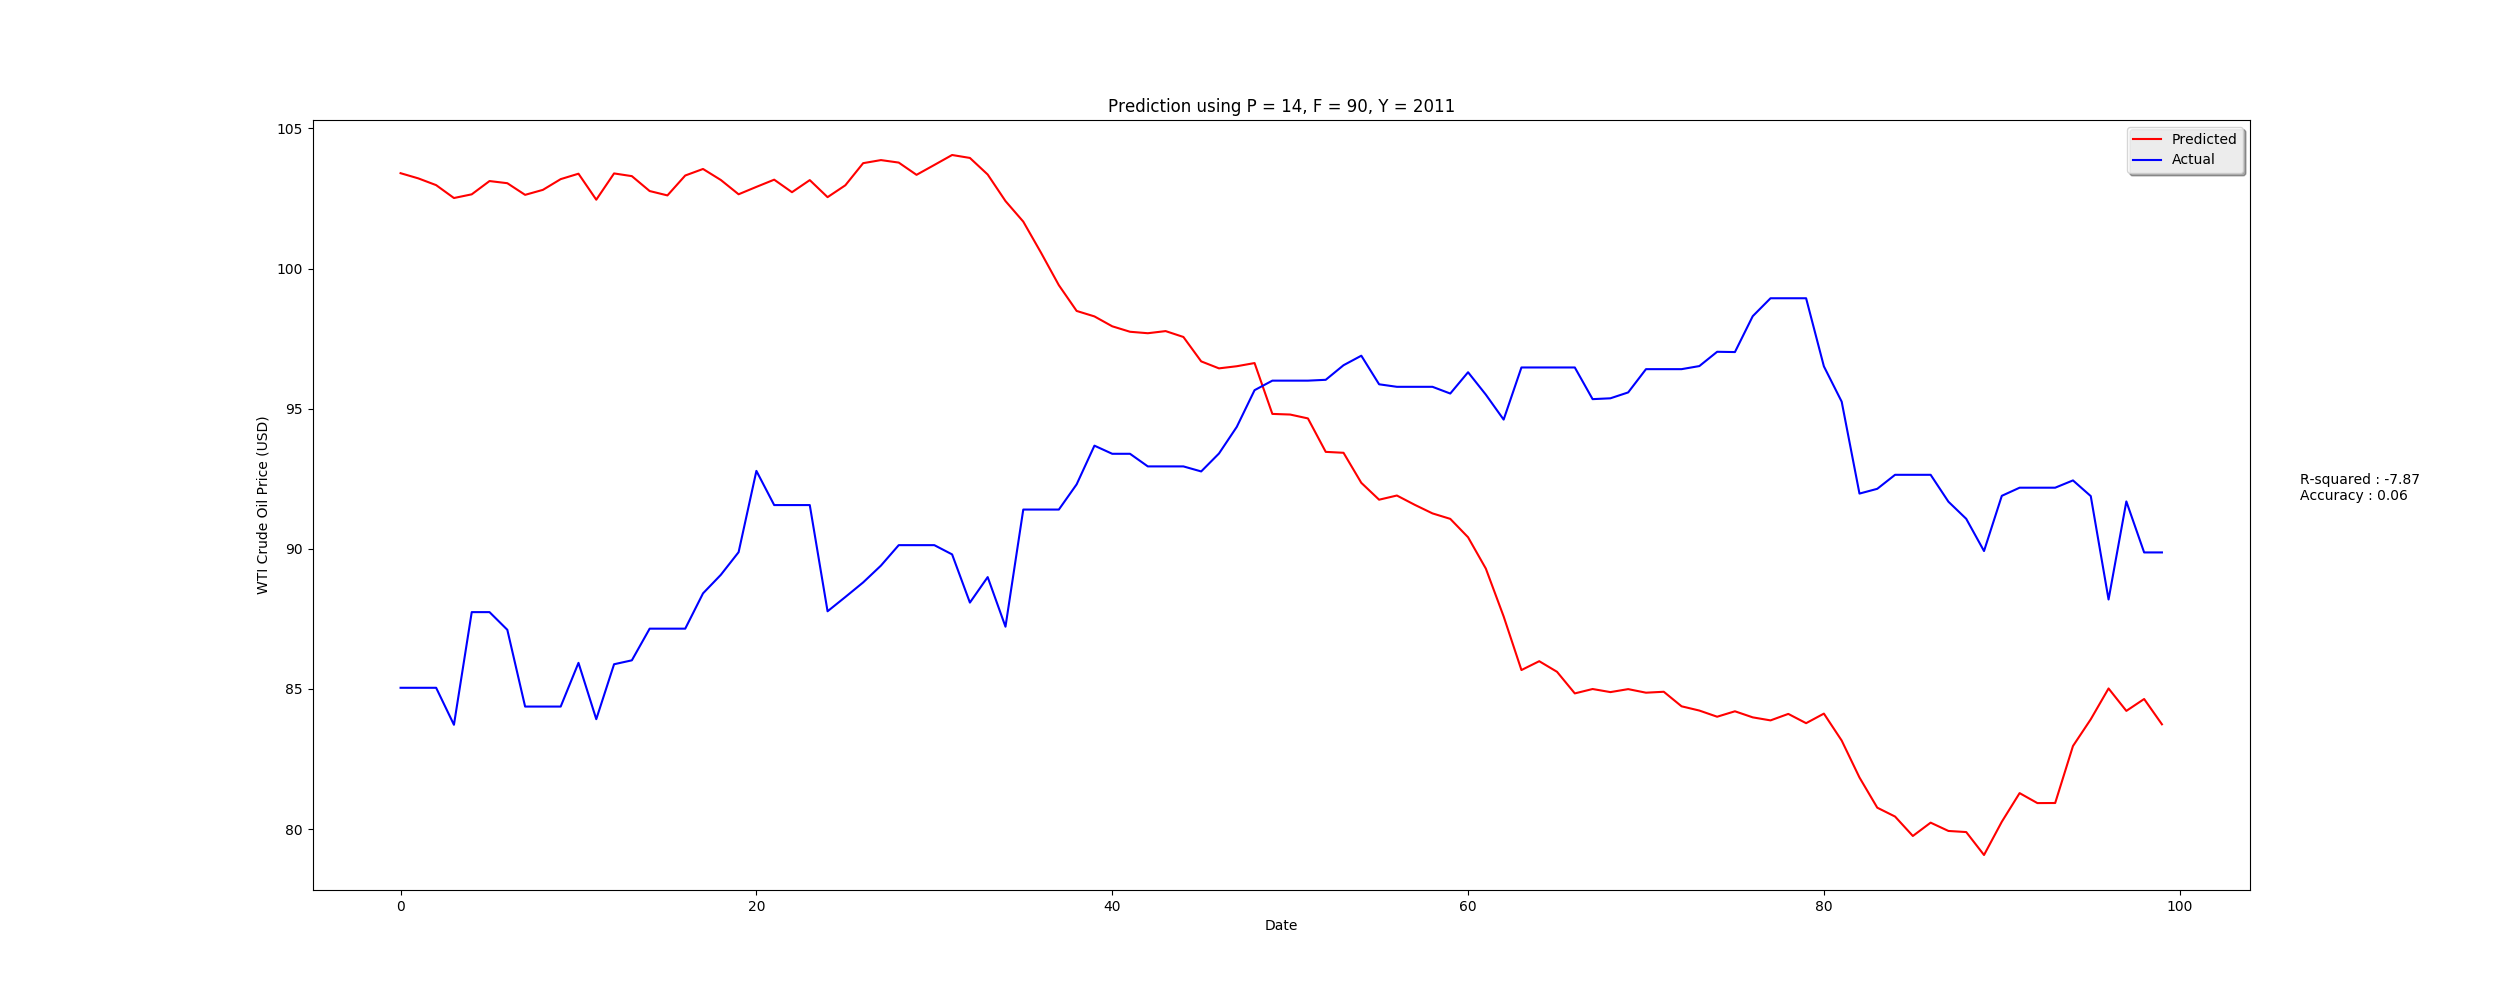 Prediction using P = 14, F = 90, Y = 2011
Predicted
Actual
105
100
95
90
85
80
WTI Crude Oil Price (USD)
0
20
40
60
80
100
Date
R-squared : -7.87
Accuracy : 0.06